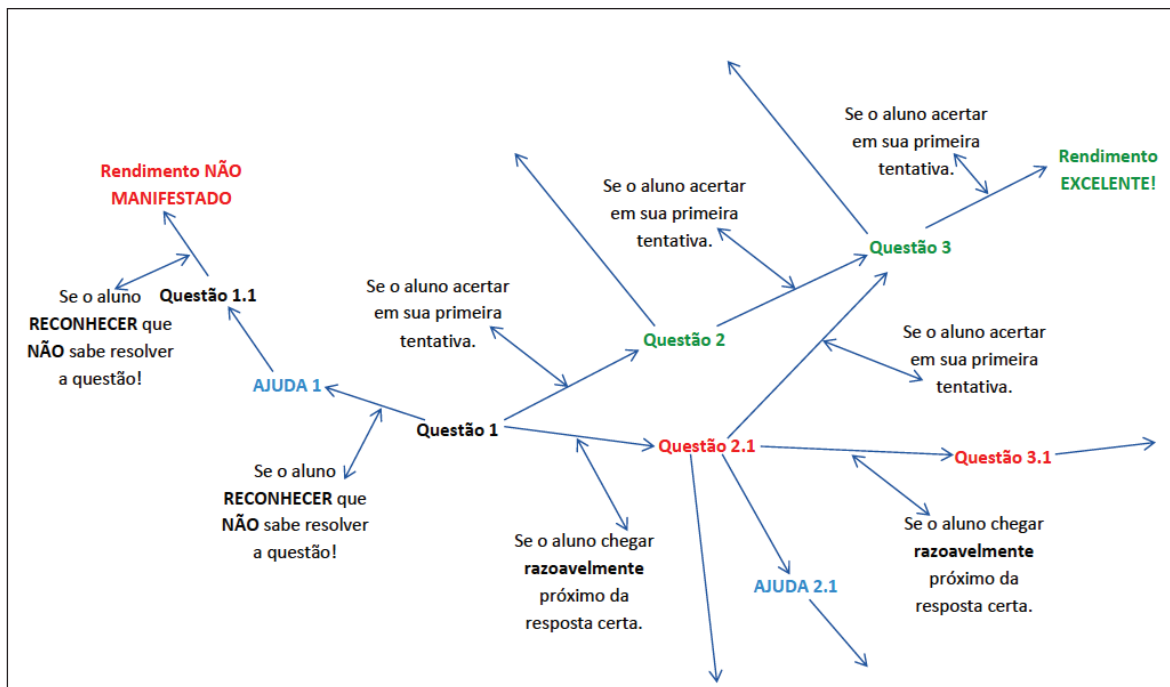 Se o aluno acertar
em sua primeira
tentativa.
Rendimento
EXCELENTE!
Rendimento NÃO
MANIFESTADO
Se o aluno acertar
em sua primeira
tentativa.
Questão 3
Se o aluno
RECONHECER que
NÃO sabe resolver
a questão!
Questão 1.1
Se o aluno acertar
em sua primeira
tentativa.
Questão 2
Se o aluno acertar
em sua primeira
tentativa.
AJUDA 1
Questão 1
Questão 2.1
Questão 3.1
Se o aluno
RECONHECER que
NÃO sabe resolver
a questão!
Se o aluno chegar
razoavelmente
próximo da
resposta certa.
AJUDA 2.1
Se o aluno chegar
razoavelmente
próximo da
resposta certa.